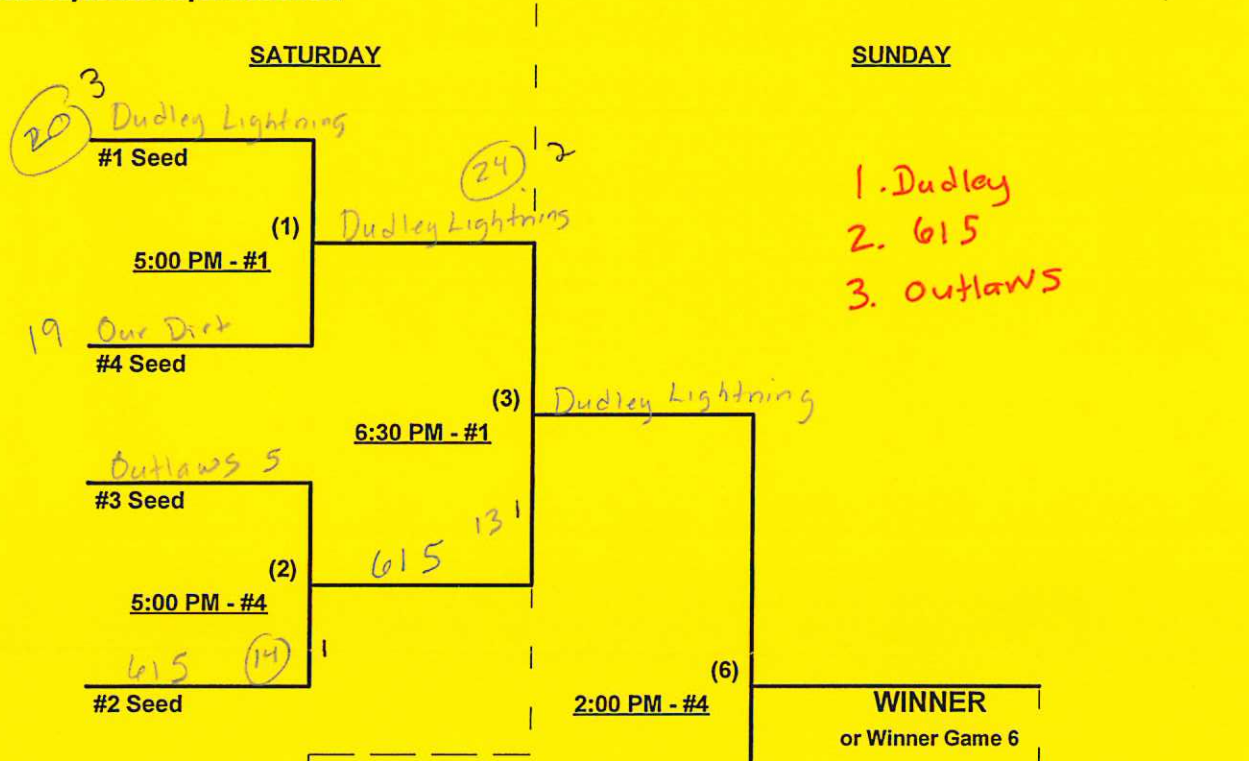 SATURDAY
SUNDAY
3
20 Dudley Lightning
#1 Seed
24 2
1. Dudley
2. 615
3. Outlaws
(1) Dudley Lightning
5:00 PM - #1
19 Our Dirt
#4 Seed
(3) Dudley Lightning
6:30 PM - #1
Outlaws 5
#3 Seed
13 1
(2) 615
5:00 PM - #4
615 14 1
#2 Seed
(6)
2:00 PM - #4
WINNER
or Winner Game 6